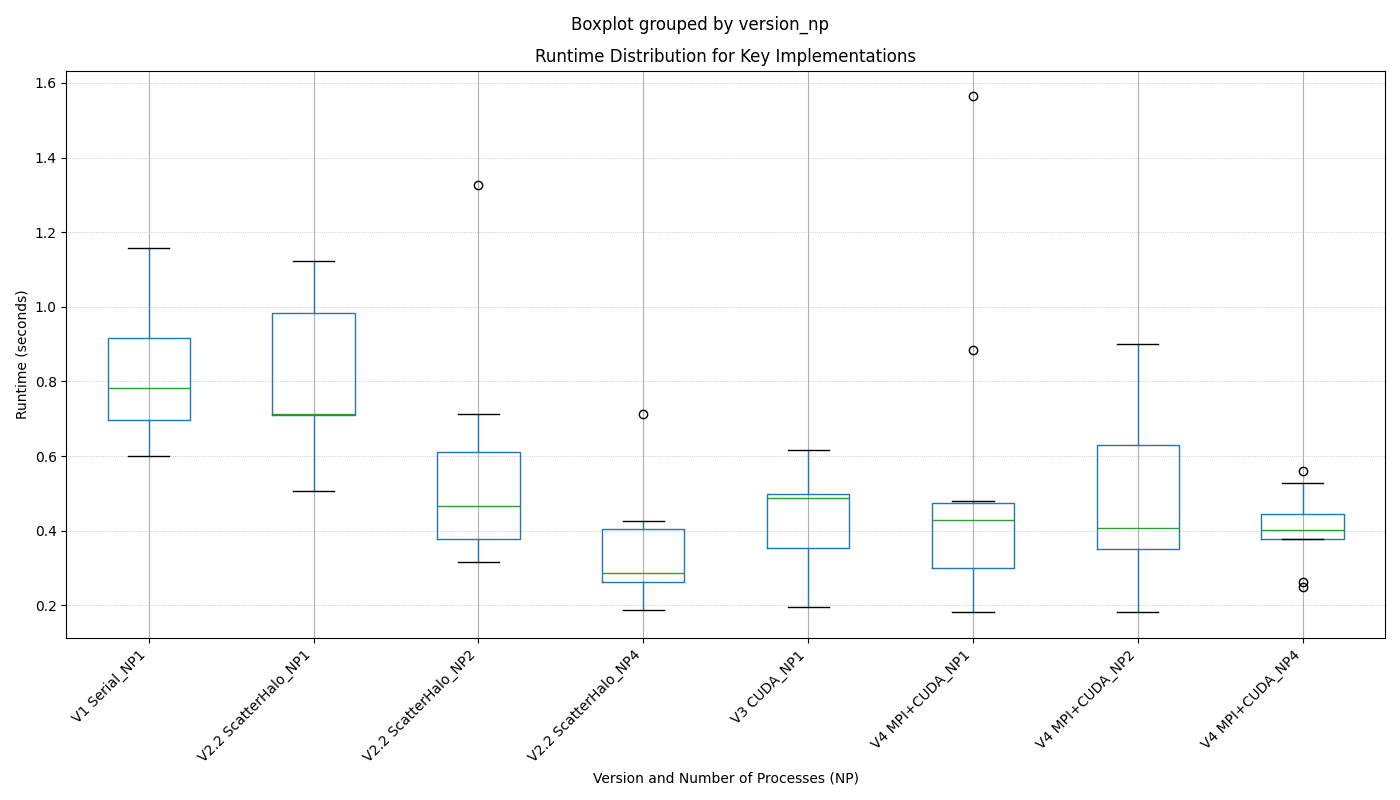 Boxplot grouped by version_np
Runtime Distribution for Key Implementations
1.6
1.4
1.2
1.0
0.8
0.6
0.4
0.2
Runtime (seconds)
V1 Serial_NP1
V2.2 ScatterHalo_NP1
V2.2 ScatterHalo_NP2
V2.2 ScatterHalo_NP4
V3 CUDA_NP1
V4 MPI+CUDA_NP1
V4 MPI+CUDA_NP2
V4 MPI+CUDA_NP4
Version and Number of Processes (NP)